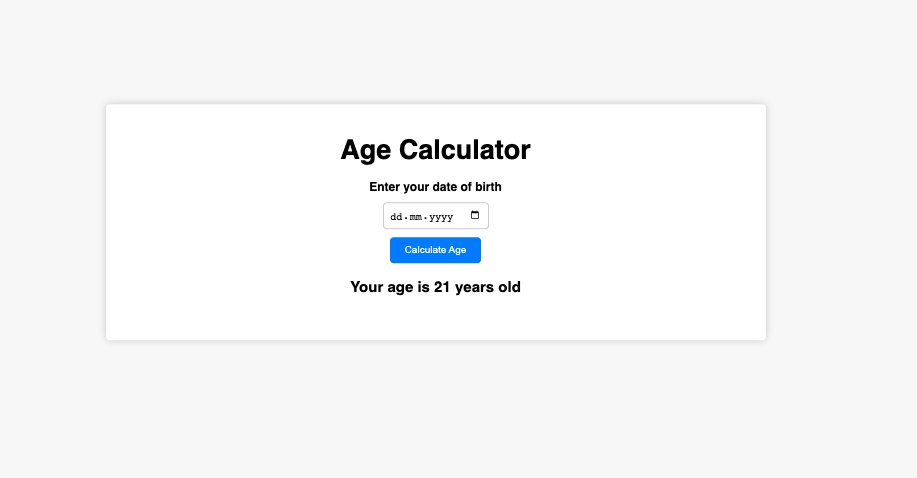 Age Calculator
Enter your date of birth
dd.mm.yyyy
Calculate Age
Your age is 21 years old